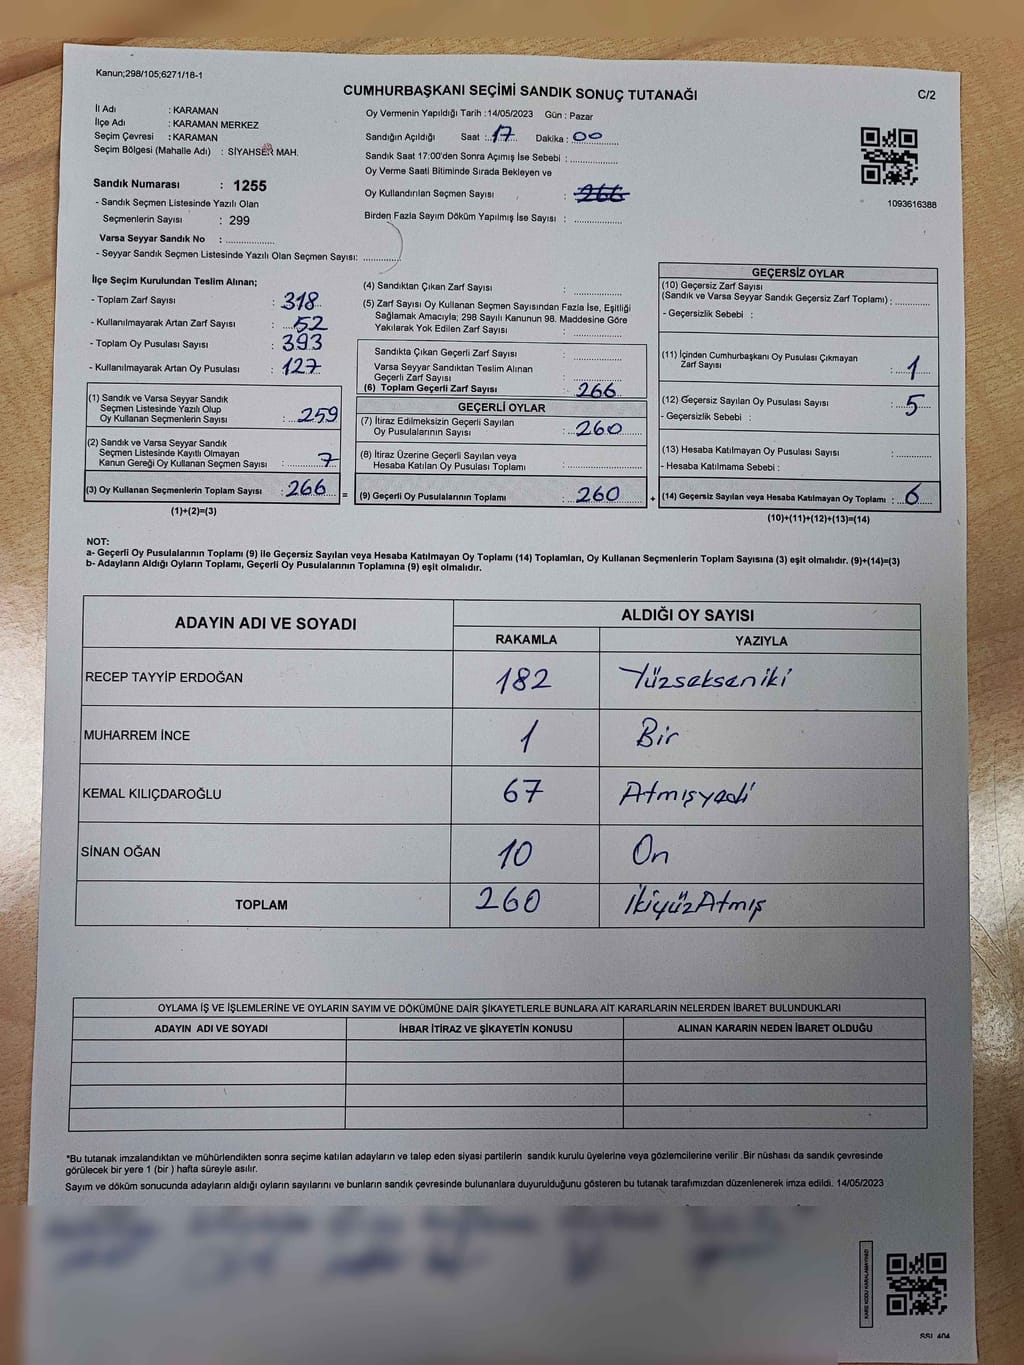 Kanun;298/105;6271/18-1
CUMHURBAŞKANI SEÇİMİ SANDIK SONUÇ TUTANAĞI
C/2
İl Adı : KARAMAN
İlçe Adı : KARAMAN MERKEZ
Seçim Çevresi : KARAMAN
Seçim Bölgesi (Mahalle Adı) : SİYAHSER MAH.
Sandık Numarası : 1255
- Sandık Seçmen Listesinde Yazılı Olan
Seçmenlerin Sayısı : 299
Varsa Seyyar Sandık No : ................
- Seyyar Sandık Seçmen Listesinde Yazılı Olan Seçmen Sayısı: ............
Oy Vermenin Yapıldığı Tarih :14/05/2023 Gün : Pazar
Sandığın Açıldığı Saat :..17... Dakika : 00
Sandık Saat 17:00'den Sonra Açımış İse Sebebi : ................
Oy Verme Saati Bitiminde Sırada Bekleyen ve
Oy Kullandırılan Seçmen Sayısı : 266
Birden Fazla Sayım Döküm Yapılmış İse Sayısı : ................
1093616388
İlçe Seçim Kurulundan Teslim Alınan;
- Toplam Zarf Sayısı : 318
- Kullanılmayarak Artan Zarf Sayısı : 52
- Toplam Oy Pusulası Sayısı : 393
- Kullanılmayarak Artan Oy Pusulası : 127
(1) Sandık ve Varsa Seyyar Sandık
Seçmen Listesinde Yazılı Olup
Oy Kullanan Seçmenlerin Sayısı : 259
(2) Sandık ve Varsa Seyyar Sandık
Seçmen Listesinde Kayıtlı Olmayan
Kanun Gereği Oy Kullanan Seçmen Sayısı : 7
(3) Oy Kullanan Seçmenlerin Toplam Sayısı : 266 =
(1)+(2)=(3)
(4) Sandıktan Çıkan Zarf Sayısı : ................
(5) Zarf Sayısı Oy Kullanan Seçmen Sayısından Fazla İse, Eşitliği
Sağlamak Amacıyla; 298 Sayılı Kanunun 98. Maddesine Göre
Yakılarak Yok Edilen Zarf Sayısı : ................
Sandıkta Çıkan Geçerli Zarf Sayısı : ................
Varsa Seyyar Sandıktan Teslim Alınan
Geçerli Zarf Sayısı : ................
(6) Toplam Geçerli Zarf Sayısı : 266
GEÇERLİ OYLAR
(7) İtiraz Edilmeksizin Geçerli Sayılan
Oy Pusulalarının Sayısı : 260
(8) İtiraz Üzerine Geçerli Sayılan veya
Hesaba Katılan Oy Pusulası Toplamı : ................
(9) Geçerli Oy Pusulalarının Toplamı : 260 +
GEÇERSİZ OYLAR
(10) Geçersiz Zarf Sayısı
(Sandık ve Varsa Seyyar Sandık Geçersiz Zarf Toplamı) : ............
- Geçersizlik Sebebi :
(11) İçinden Cumhurbaşkanı Oy Pusulası Çıkmayan
Zarf Sayısı : 1
(12) Geçersiz Sayılan Oy Pusulası Sayısı : 5
- Geçersizlik Sebebi :
(13) Hesaba Katılmayan Oy Pusulası Sayısı : ............
- Hesaba Katılmama Sebebi :
(14) Geçersiz Sayılan veya Hesaba Katılmayan Oy Toplamı : 6
(10)+(11)+(12)+(13)=(14)
NOT:
a- Geçerli Oy Pusulalarının Toplamı (9) ile Geçersiz Sayılan veya Hesaba Katılmayan Oy Toplamı (14) Toplamları, Oy Kullanan Seçmenlerin Toplam Sayısına (3) eşit olmalıdır. (9)+(14)=(3)
b- Adayların Aldığı Oyların Toplamı, Geçerli Oy Pusulalarının Toplamına (9) eşit olmalıdır.
ADAYIN ADI VE SOYADI ALDIĞI OY SAYISI
RAKAMLA YAZIYLA
RECEP TAYYİP ERDOĞAN 182 Yüzsekseniki
MUHARREM İNCE 1 Bir
KEMAL KILIÇDAROĞLU 67 Atmışyedi
SİNAN OĞAN 10 On
TOPLAM 260 İkiyüzAtmış
OYLAMA İŞ VE İŞLEMLERİNE VE OYLARIN SAYIM VE DÖKÜMÜNE DAİR ŞİKAYETLERLE BUNLARA AİT KARARLARIN NELERDEN İBARET BULUNDUKLARI
ADAYIN ADI VE SOYADI İHBAR İTİRAZ VE ŞİKAYETİN KONUSU ALINAN KARARIN NEDEN İBARET OLDUĞU
*Bu tutanak imzalandıktan ve mühürlendikten sonra seçime katılan adayların ve talep eden siyasi partilerin sandık kurulu üyelerine veya gözlemcilerine verilir .Bir nüshası da sandık çevresinde
görülecek bir yere 1 (bir ) hafta süreyle asılır.
Sayım ve döküm sonucunda adayların aldığı oyların sayılarını ve bunların sandık çevresinde bulunanlara duyurulduğunu gösteren bu tutanak tarafımızdan düzenlenerek imza edildi. 14/05/2023
KARE KODU KARALAMAYINIZ!